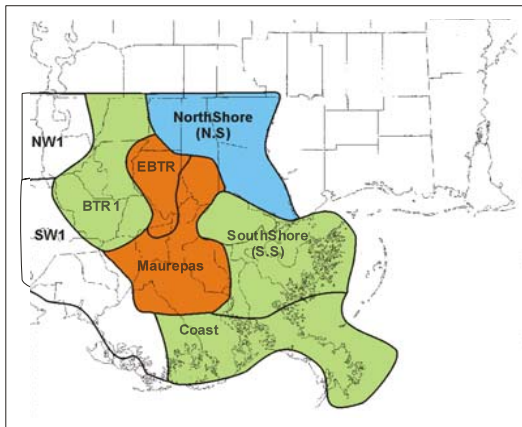 NorthShore
(N.S)
NW1
EBTR
BTR 1
SW1
SouthShore
(S.S)
Maurepas
Coast